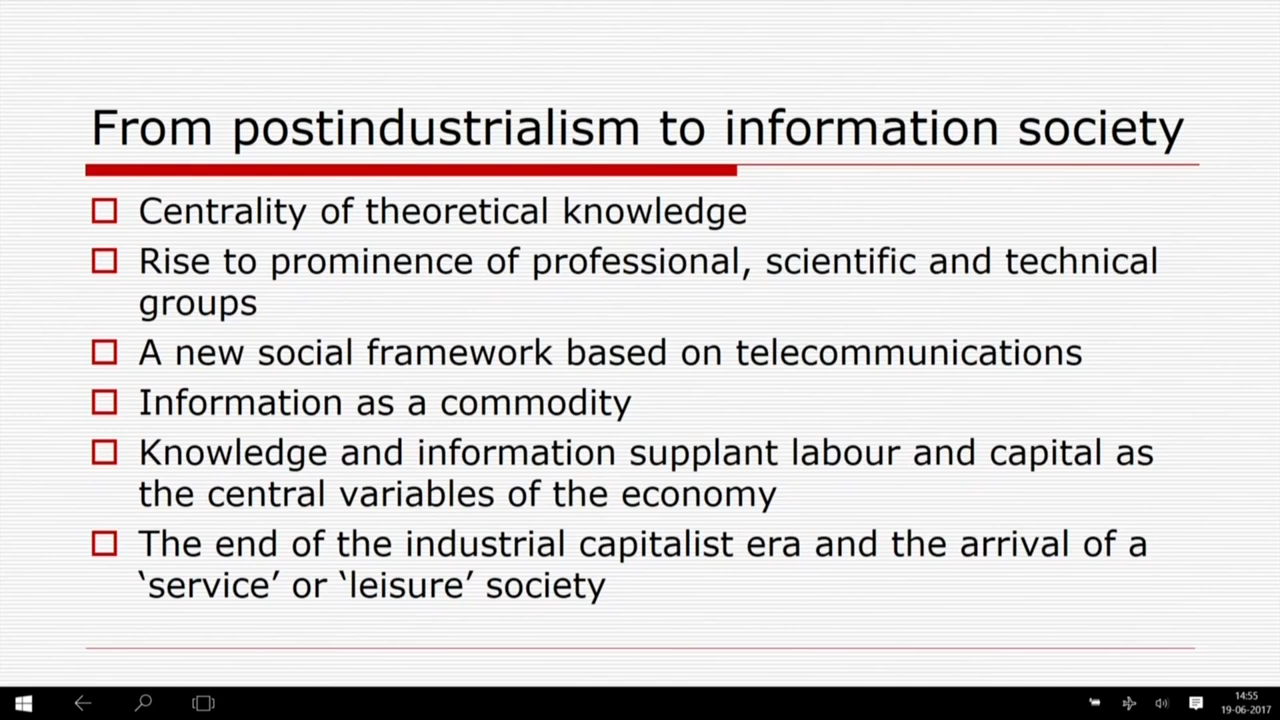 From postindustrialism to information society
Centrality of theoretical knowledge
Rise to prominence of professional, scientific and technical
groups
A new social framework based on telecommunications
Information as a commodity
Knowledge and information supplant labour and capital as
the central variables of the economy
The end of the industrial capitalist era and the arrival of a
‘service’ or ‘leisure’ society
14:55
19-06-2017